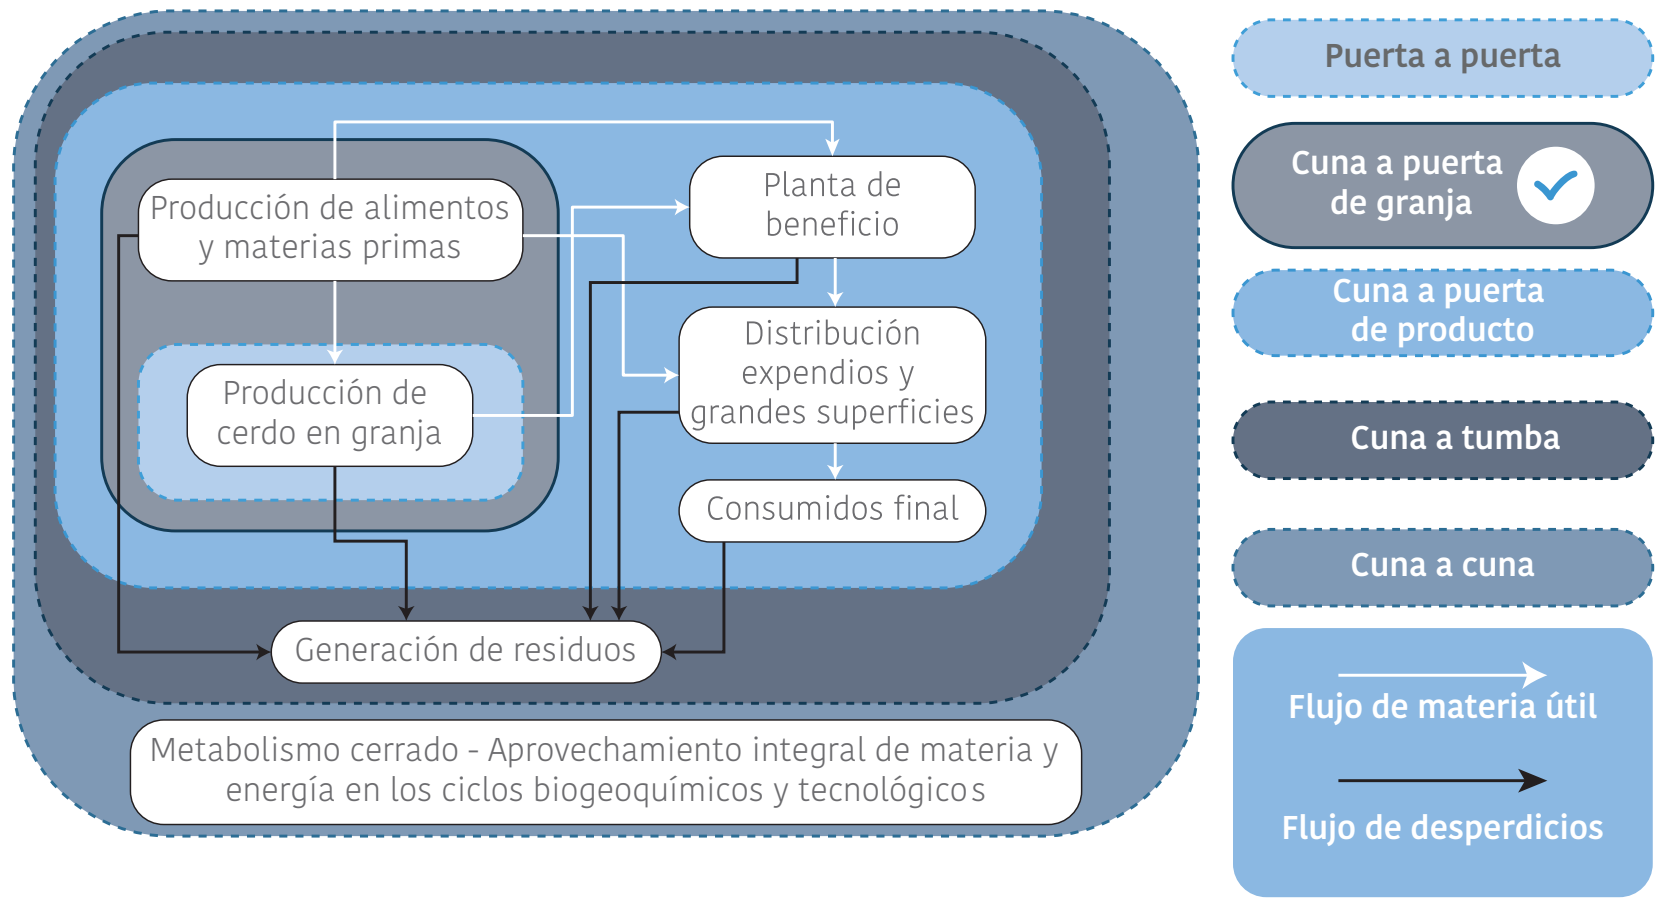 Producción de alimentos
y materias primas
Producción de
cerdo en granja
Planta de
beneficio
Distribución
expendios y
grandes superficies
Consumidos final
Generación de residuos
Metabolismo cerrado - Aprovechamiento integral de materia y
energía en los ciclos biogeoquímicos y tecnológicos
Puerta a puerta
Cuna a puerta
de granja
Cuna a puerta
de producto
Cuna a tumba
Cuna a cuna
Flujo de materia útil
Flujo de desperdicios